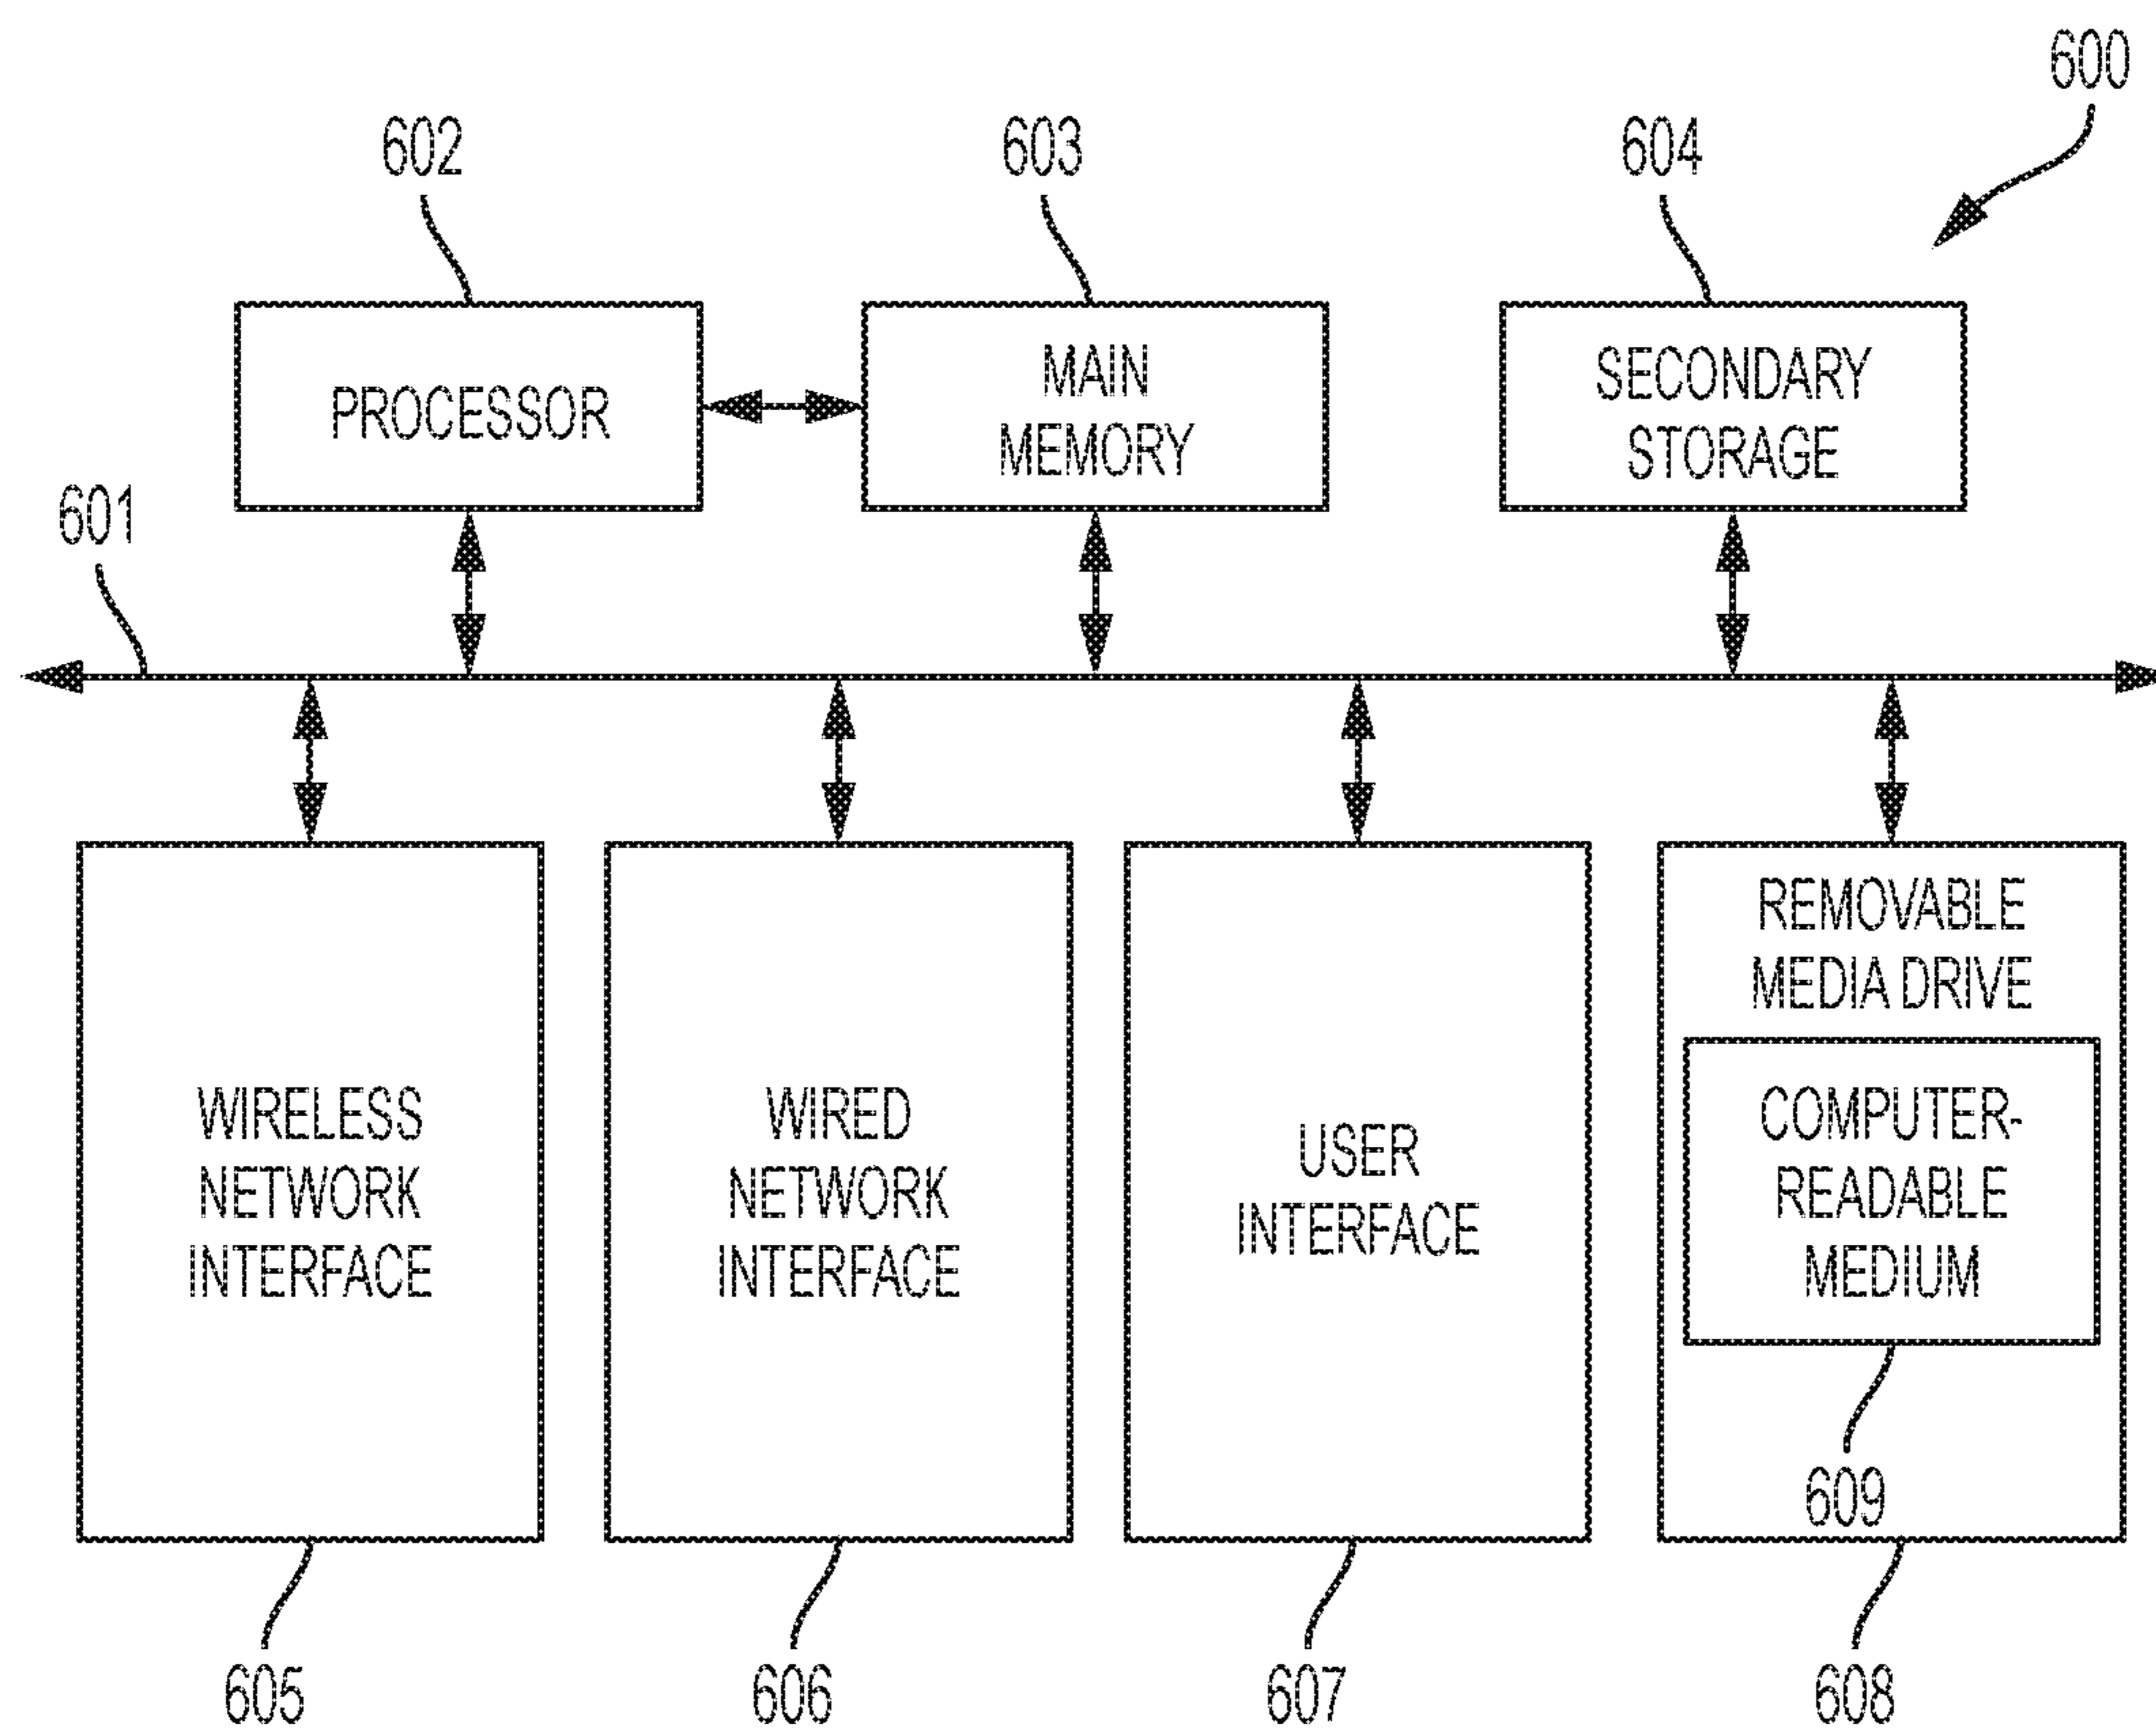 600
602
603
604
PROCESSOR
MAIN
MEMORY
SECONDARY
STORAGE
601
WIRELESS
NETWORK
INTERFACE
WIRED
NETWORK
INTERFACE
USER
INTERFACE
REMOVABLE
MEDIA DRIVE
COMPUTER-
READABLE
MEDIUM
609
605
606
607
608